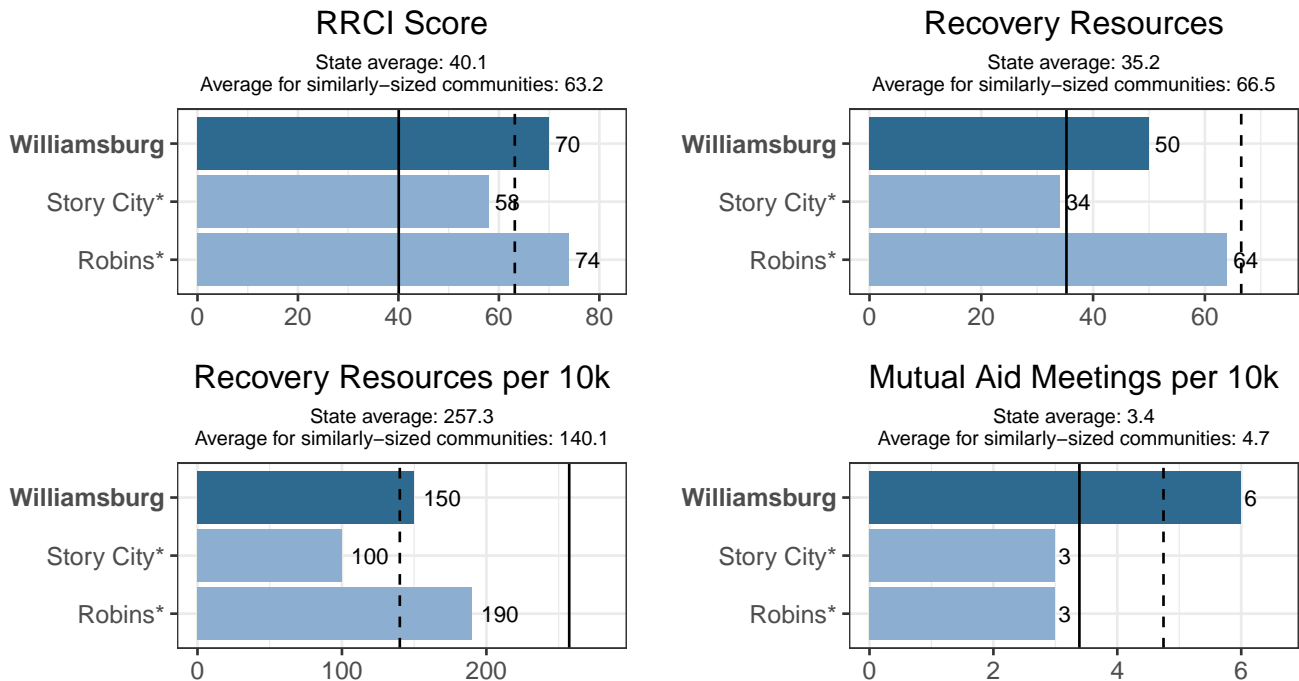 RRCI Score
State average: 40.1
Average for similarly−sized communities: 63.2
Williamsburg
70
Story City*
58
Robins*
74
0 20 40 60 80
Recovery Resources
State average: 35.2
Average for similarly−sized communities: 66.5
Williamsburg
50
Story City*
34
Robins*
64
0 20 40 60
Recovery Resources per 10k
State average: 257.3
Average for similarly−sized communities: 140.1
Williamsburg
150
Story City*
100
Robins*
190
0 100 200
Mutual Aid Meetings per 10k
State average: 3.4
Average for similarly−sized communities: 4.7
Williamsburg
6
Story City*
3
Robins*
3
0 2 4 6